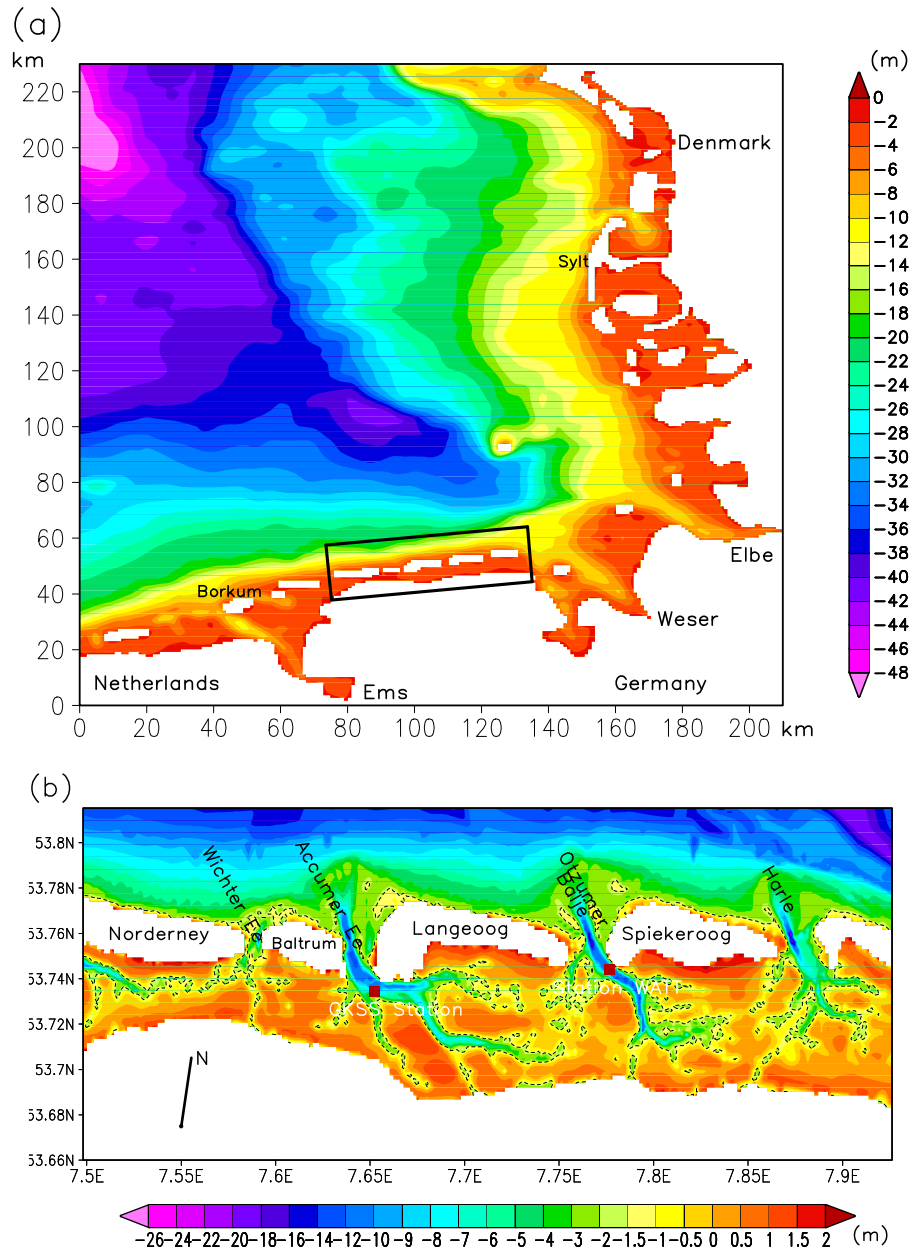 (a)
km
(m)
220
200
180
160
140
120
100
80
60
40
20
0
0 20 40 60 80 100 120 140 160 180 200 km
Denmark
Sylt
Borkum
Elbe
Weser
Netherlands
Ems
Germany
0
-2
-6
-8
-10
-12
-16
-18
-20
-22
-24
-26
-28
-30
-32
-34
-36
-38
-40
-44
-46
-48
(b)
53.8N
53.78N
53.76N
53.74N
53.72N
53.7N
53.68N
53.66N
7.5E 7.55E 7.6E 7.65E 7.7E 7.75E 7.8E 7.85E 7.9E
Wichter Ee
Accumer Ee
Otzumer
Balje
Harle
Norderney
Baltrum
Langeoog
Spiekeroog
GKSS Station
Station WATT
N
-26 -24 -22 -20 -18 -16 -14 -12 -10 -9 -8 -7 -6 -5 -4 -3 -2 -1.5 -1 -0.5 0 0.5 1 1.5 2 (m)